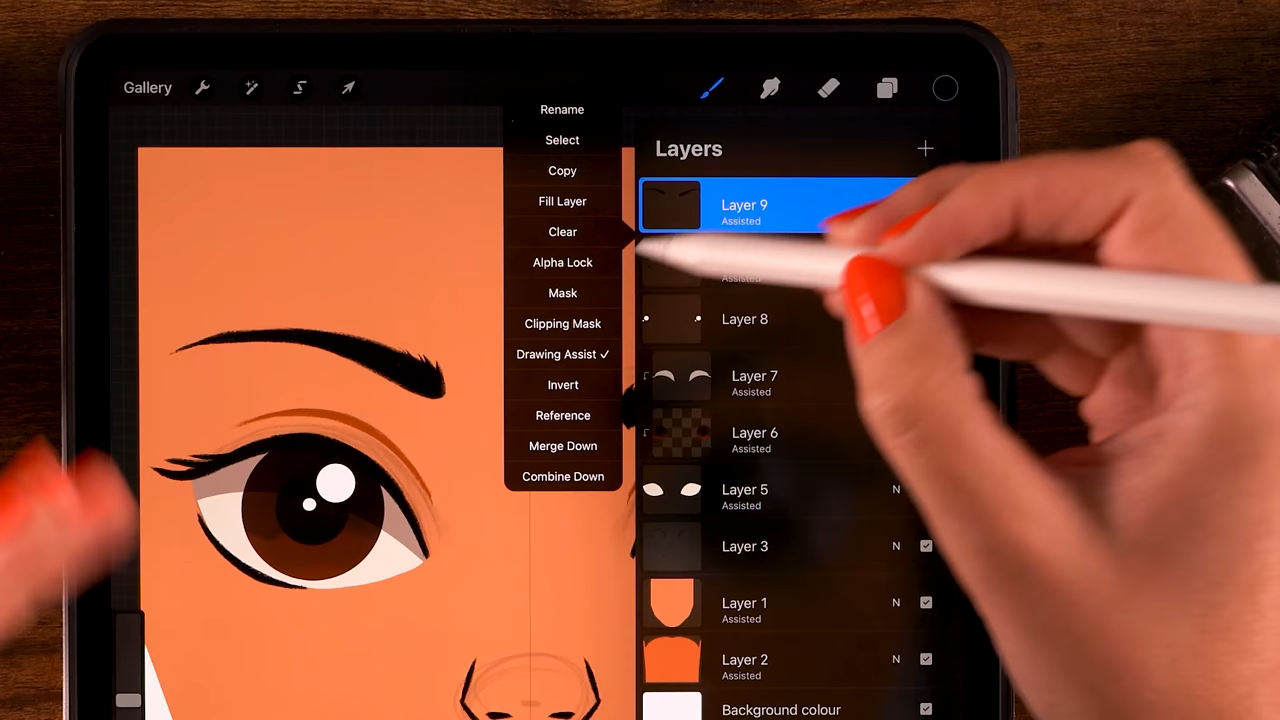 Gallery
Rename
Select
Copy
Fill Layer
Clear
Alpha Lock
Mask
Clipping Mask
Drawing Assist ✓
Invert
Reference
Merge Down
Combine Down
Layers
Layer 9
Assisted
Assisted
Layer 8
Layer 7
Assisted
Layer 6
Assisted
Layer 5 N
Assisted
Layer 3 N
Layer 1 N
Assisted
Layer 2 N
Assisted
Background colour